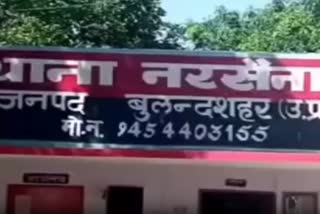 थाना नरसैना
जनपद बुलन्दशहर (उ.प्र
मो.न. 9454403155